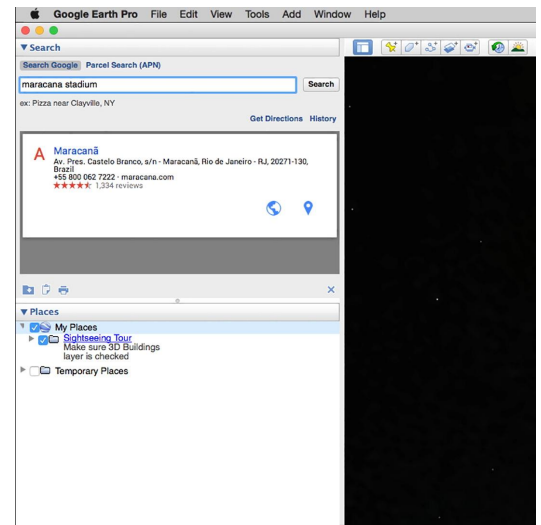 Google Earth Pro File Edit View Tools Add Window Help
▼ Search
Search Google Parcel Search (APN)
maracana stadium Search
ex: Pizza near Clayville, NY
Get Directions History
A Maracanã
Av. Pres. Castelo Branco, s/n - Maracanã, Rio de Janeiro - RJ, 20271-130,
Brazil
+55 800 062 7222 · maracana.com
1,334 reviews
▼ Places
My Places
Sightseeing Tour
Make sure 3D Buildings
layer is checked
Temporary Places